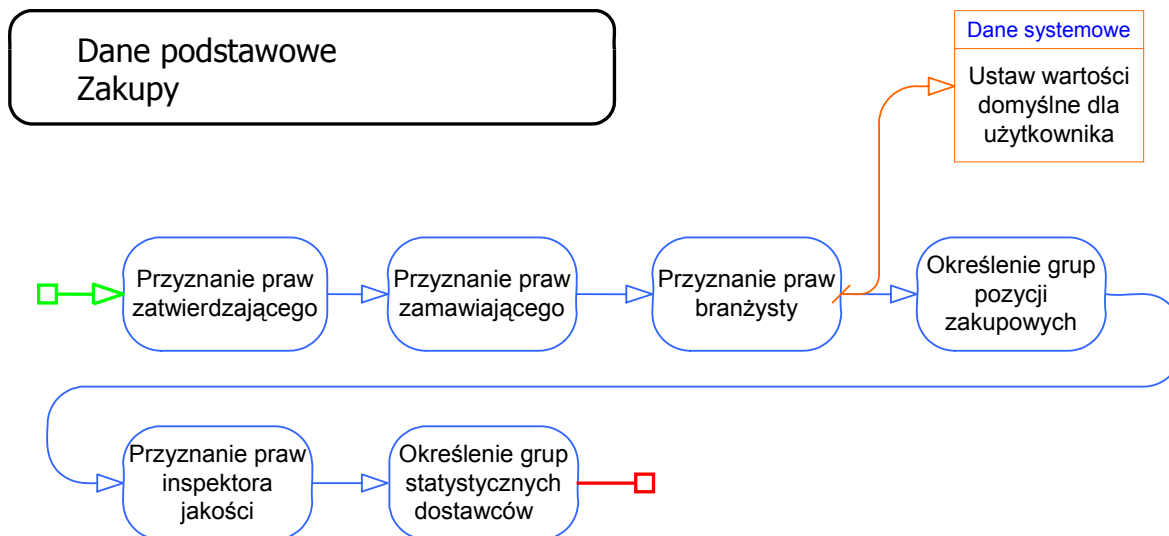 Dane podstawowe
Zakupy
Dane systemowe
Ustaw wartości
domyślne dla
użytkownika
Przyznanie praw
zatwierdzającego
Przyznanie praw
zamawiającego
Przyznanie praw
branżysty
Określenie grup
pozycji
zakupowych
Przyznanie praw
inspektora
jakości
Określenie grup
statystycznych
dostawców